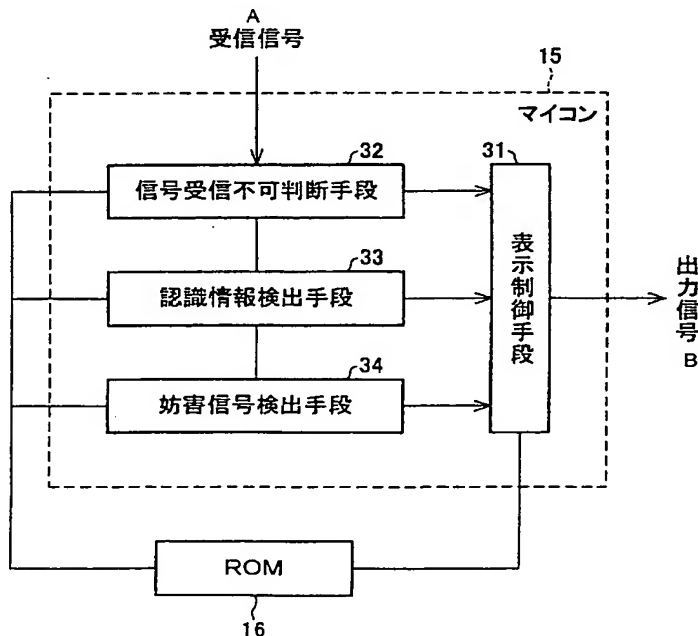 A
受信信号
15
マイコン
32
31
信号受信不可判断手段
33
認識情報検出手段
34
妨害信号検出手段
表示制御手段
出力信号
B
ROM
16